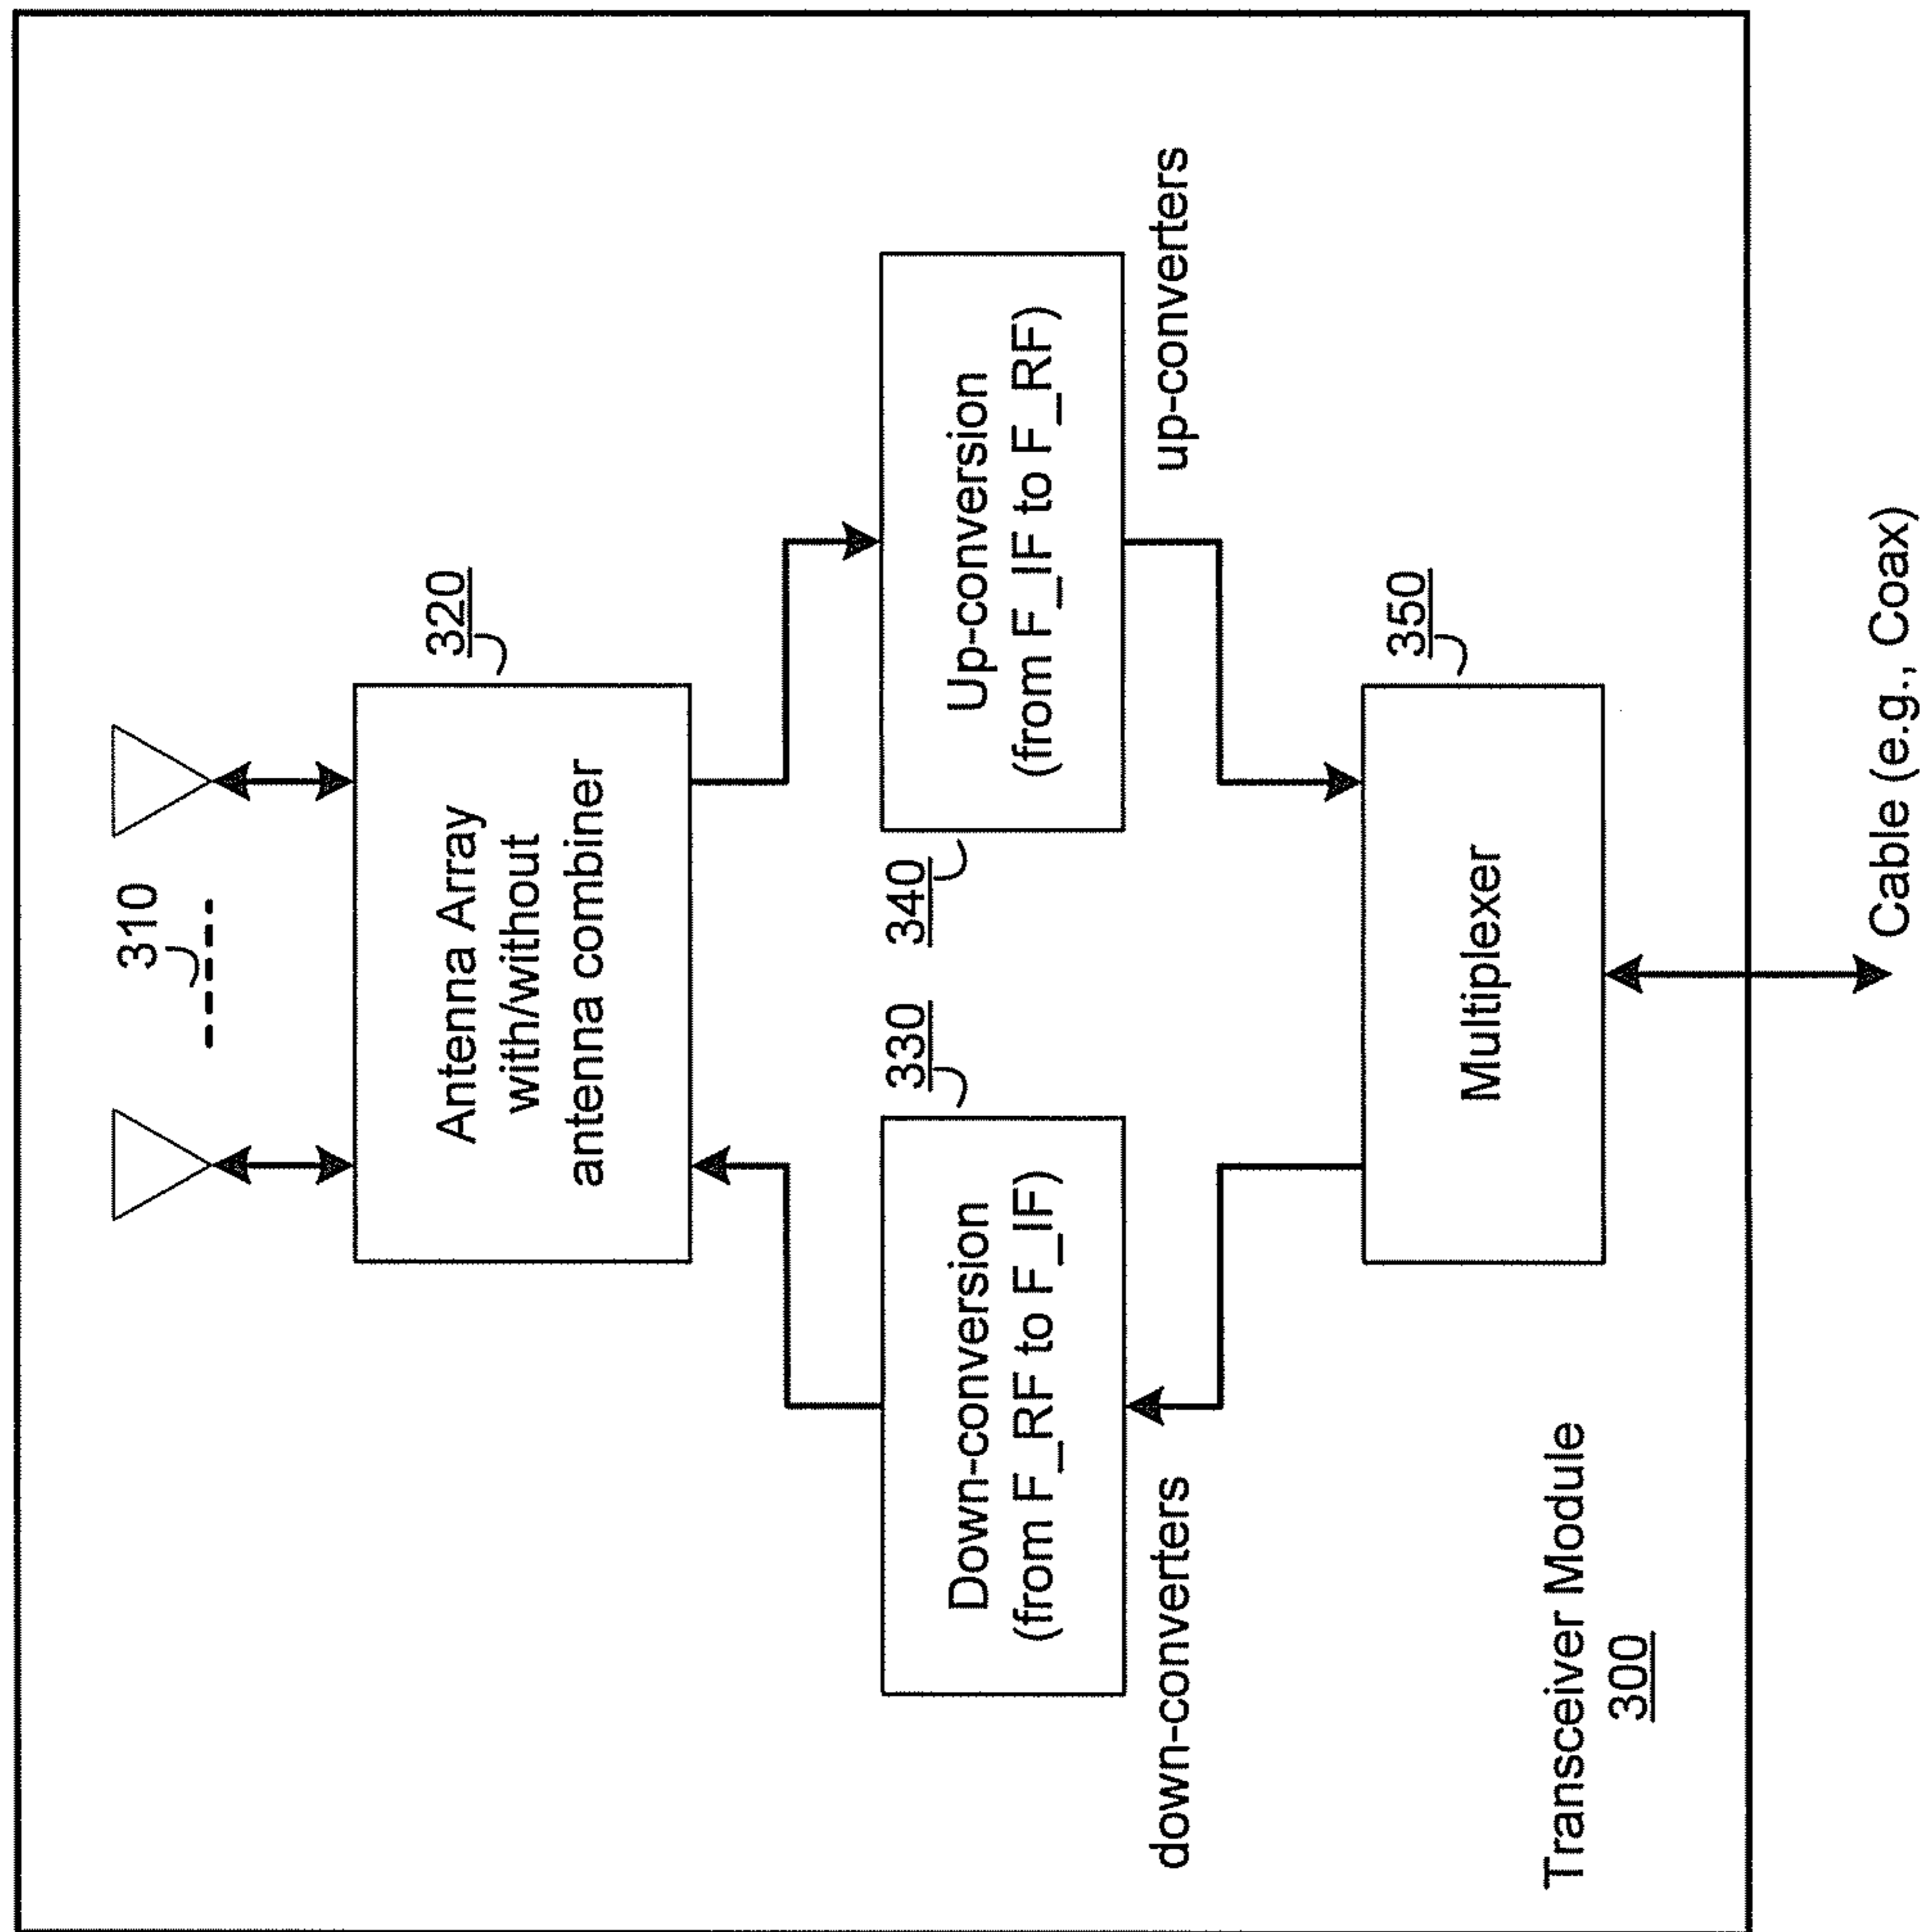 310
320
Antenna Array
with/without
antenna combiner
330
340
Down-conversion
(from F_RF to F_IF)
Up-conversion
(from F_IF to F_RF)
down-converters
up-converters
350
Multiplexer
Transceiver Module
300
Cable (e.g., Coax)